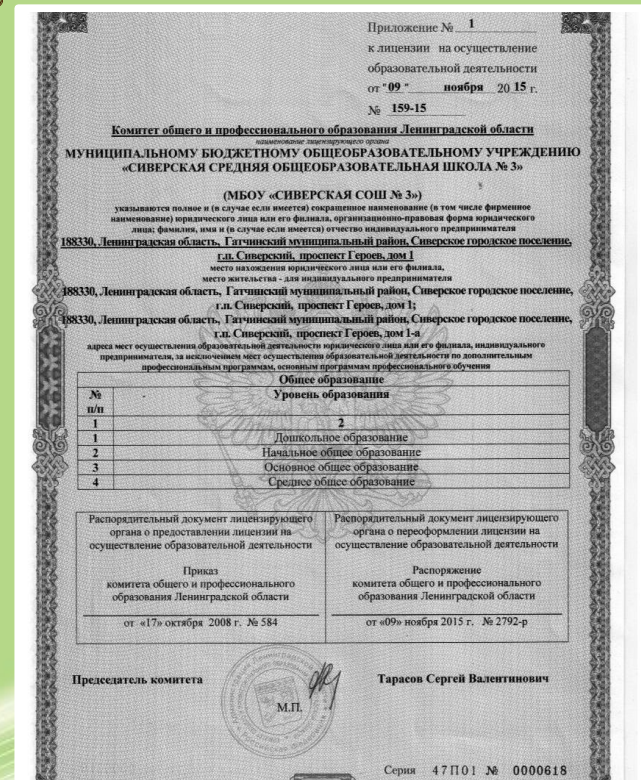 Приложение № 1
к лицензии на осуществление
образовательной деятельности
от "09" ноября 2015 г.
№ 159-15
Комитет общего и профессионального образования Ленинградской области
наименование лицензирующего органа
МУНИЦИПАЛЬНОМУ БЮДЖЕТНОМУ ОБЩЕОБРАЗОВАТЕЛЬНОМУ УЧРЕЖДЕНИЮ
«СИВЕРСКАЯ СРЕДНЯЯ ОБЩЕОБРАЗОВАТЕЛЬНАЯ ШКОЛА № 3»
(МБОУ «СИВЕРСКАЯ СОШ № 3»)
указываются полное и (в случае если имеется) сокращенное наименование (в том числе фирменное
наименование) юридического лица или его филиала, организационно-правовая форма юридического
лица; фамилия, имя и (в случае если имеется) отчество индивидуального предпринимателя
188330, Ленинградская область, Гатчинский муниципальный район, Сиверское городское поселение,
г.п. Сиверский, проспект Героев, дом 1
место нахождения юридического лица или его филиала,
место жительства - для индивидуального предпринимателя
188330, Ленинградская область, Гатчинский муниципальный район, Сиверское городское поселение,
г.п. Сиверский, проспект Героев, дом 1;
188330, Ленинградская область, Гатчинский муниципальный район, Сиверское городское поселение,
г.п. Сиверский, проспект Героев, дом 1-а
адреса мест осуществления образовательной деятельности юридического лица или его филиала, индивидуального
предпринимателя, за исключением мест осуществления образовательной деятельности по дополнительным
профессиональным программам, основным программам профессионального обучения
Общее образование
№ Уровень образования
п/п
1 2
1 Дошкольное образование
2 Начальное общее образование
3 Основное общее образование
4 Среднее общее образование
Распорядительный документ лицензирующего
органа о предоставлении лицензии на
осуществление образовательной деятельности
Приказ
комитета общего и профессионального
образования Ленинградской области
от «17» октября 2008 г. № 584
Распорядительный документ лицензирующего
органа о переоформлении лицензии на
осуществление образовательной деятельности
Распоряжение
комитета общего и профессионального
образования Ленинградской области
от «09» ноября 2015 г. № 2792-р
Председатель комитета Тарасов Сергей Валентинович
М.П.
Серия 47П01 № 0000618